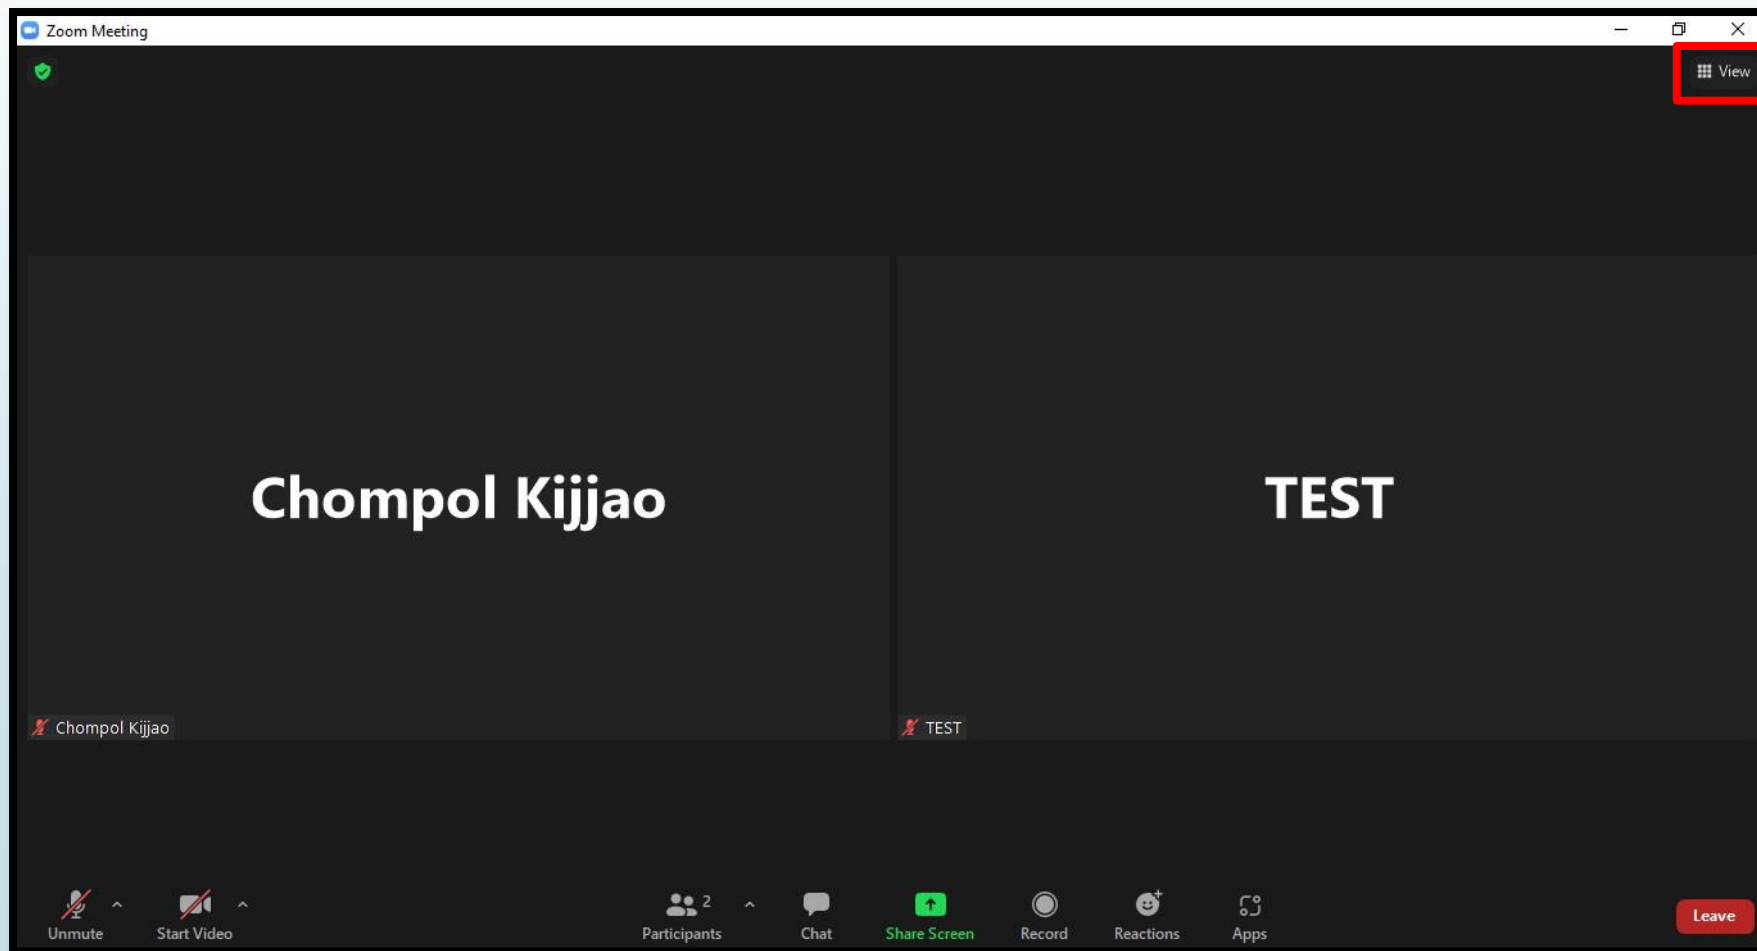 Zoom Meeting
View
Chompol Kijjao
TEST
Chompol Kijjao
TEST
Unmute
Start Video
2
Participants
Chat
Share Screen
Record
Reactions
Apps
Leave